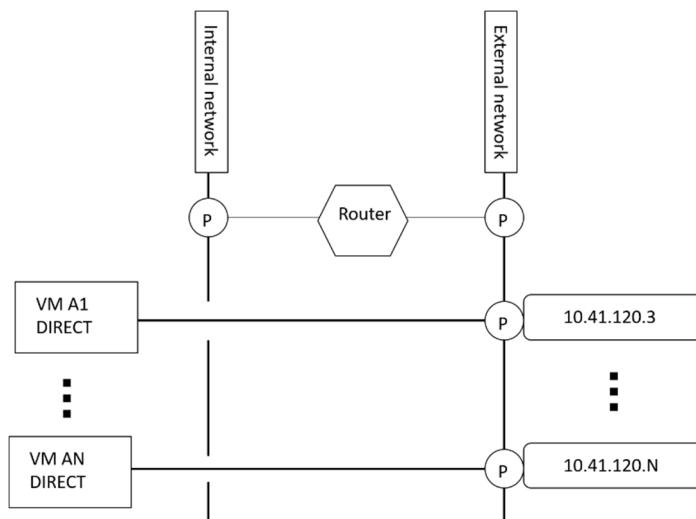 Internal network
External network
P
Router
P
VM A1
DIRECT
P
10.41.120.3
VM AN
DIRECT
P
10.41.120.N